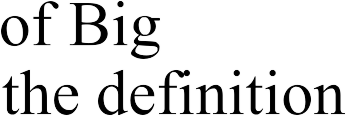 of Big
the definition